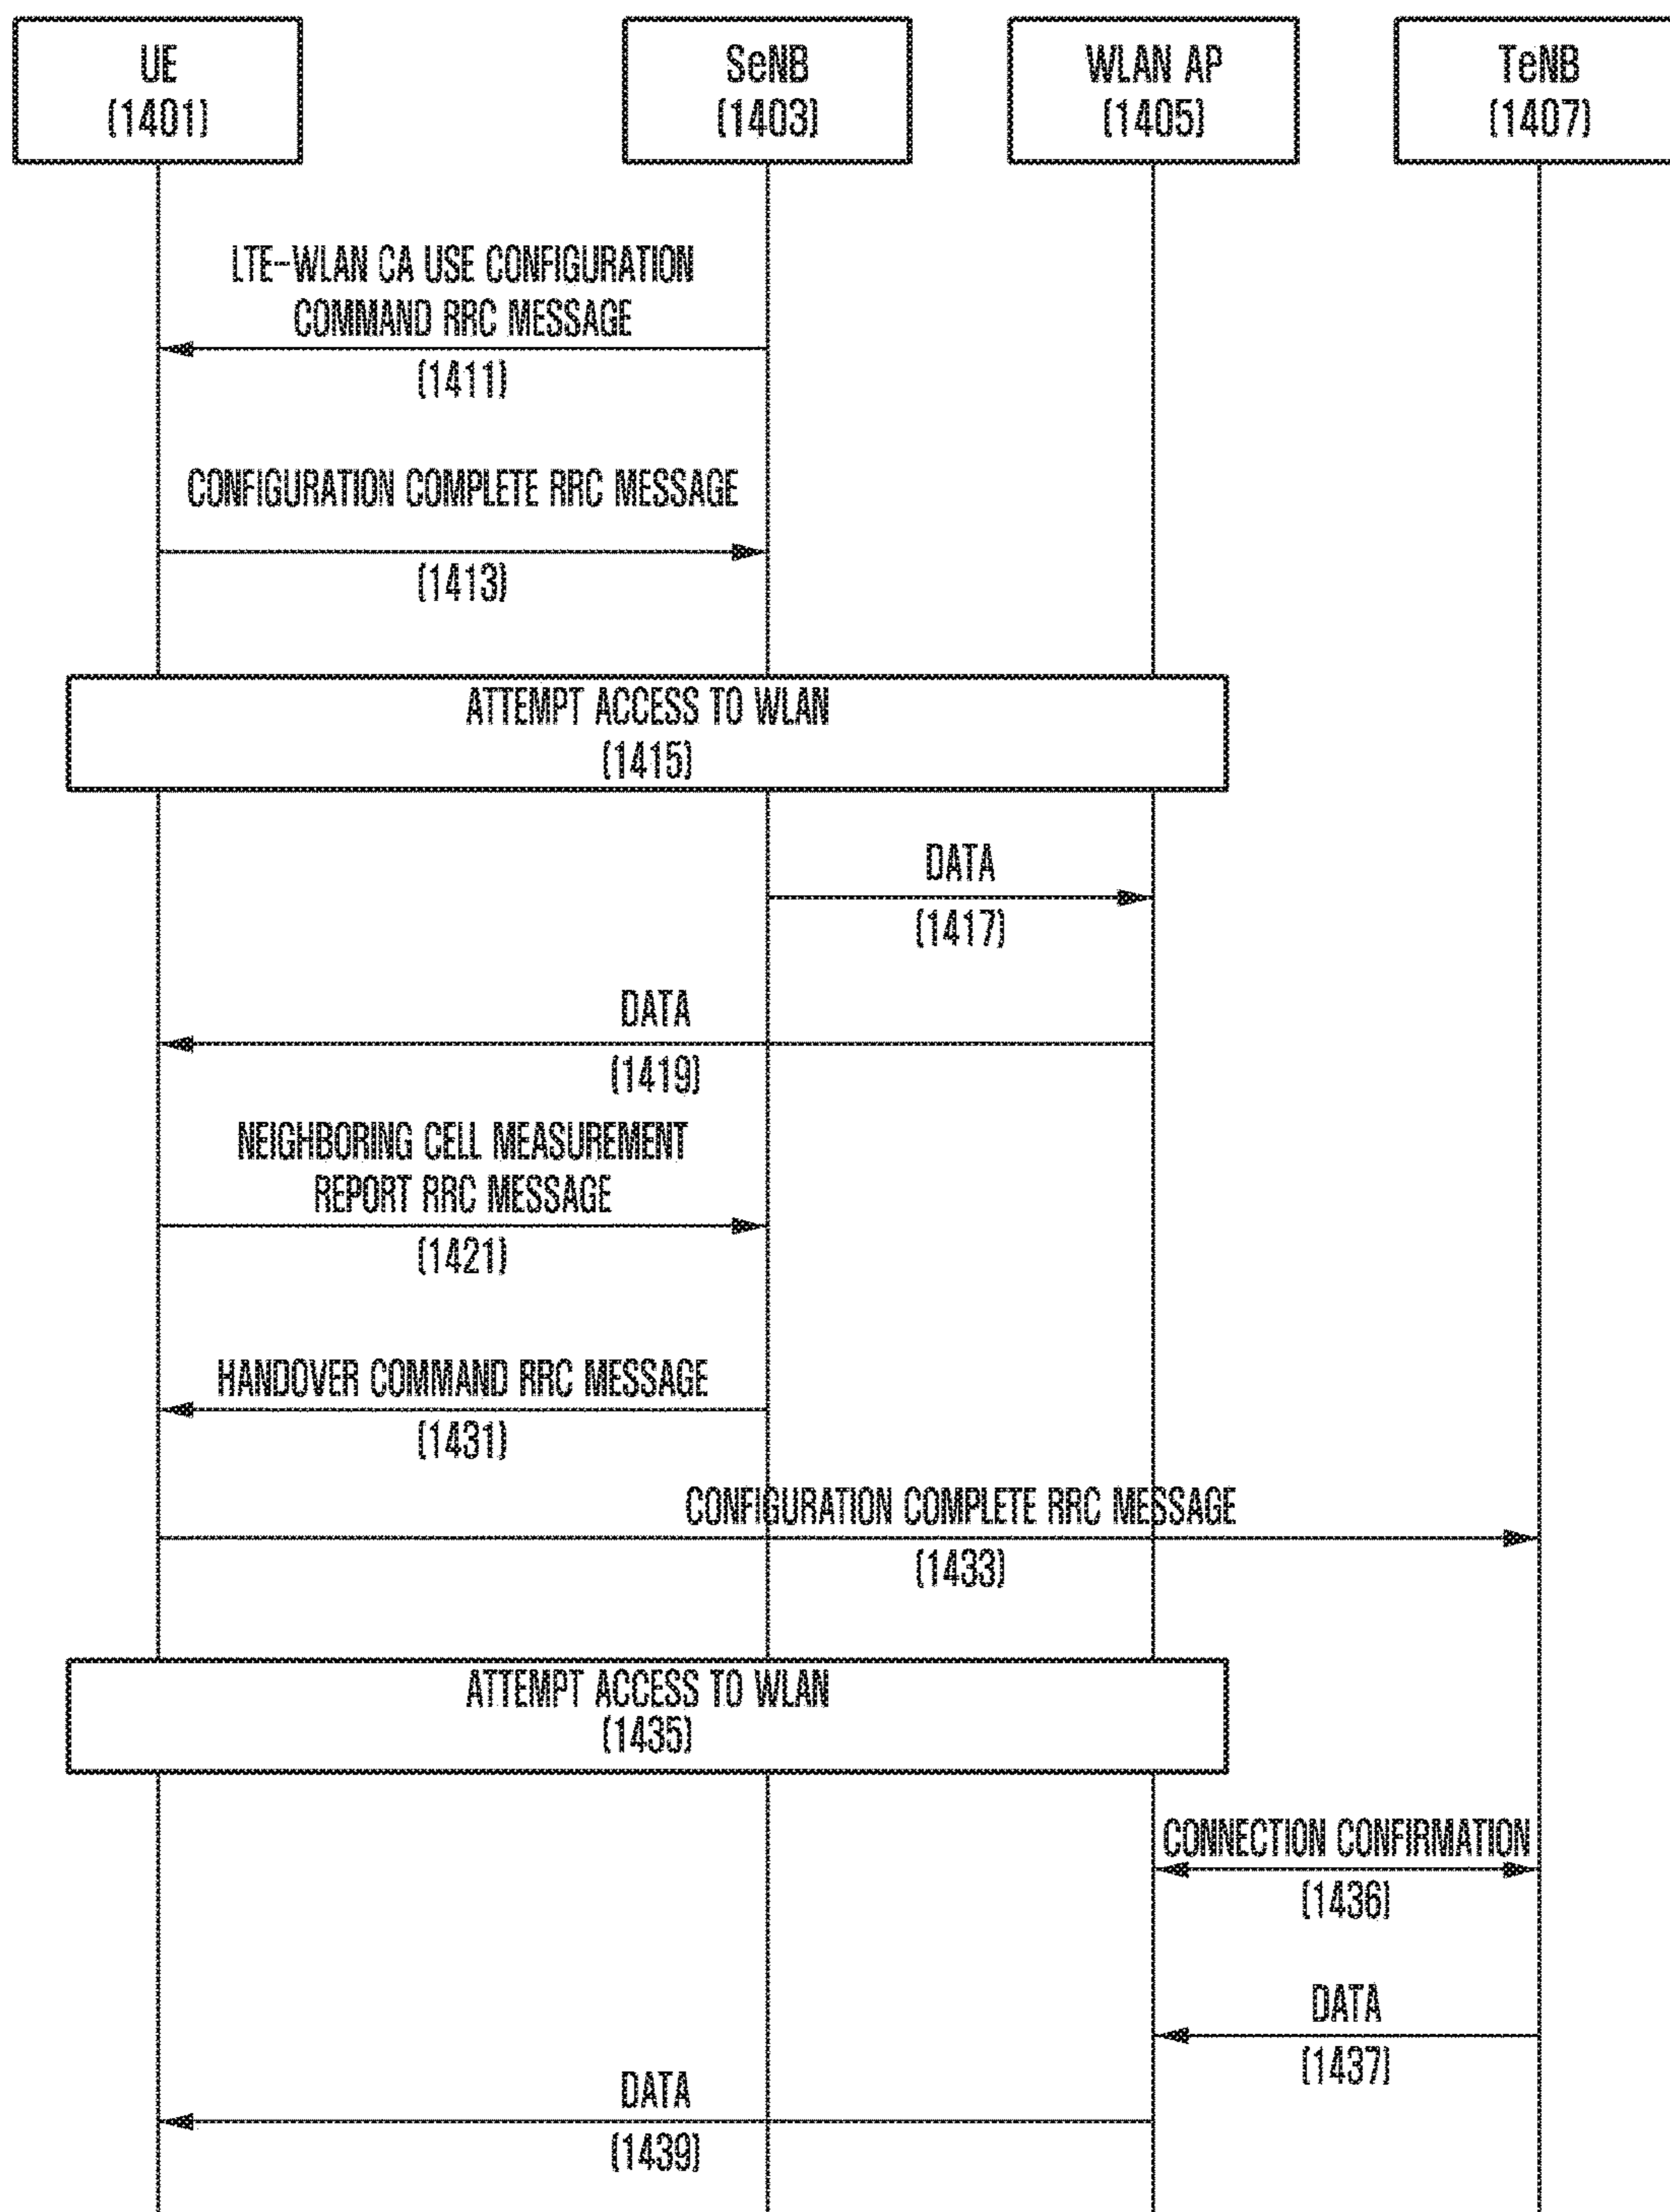 UE
(1401)
SeNB
(1403)
WLAN AP
(1405)
TeNB
(1407)
LTE-WLAN CA USE CONFIGURATION
COMMAND RRC MESSAGE
(1411)
CONFIGURATION COMPLETE RRC MESSAGE
(1413)
ATTEMPT ACCESS TO WLAN
(1415)
DATA
(1417)
DATA
(1419)
NEIGHBORING CELL MEASUREMENT
REPORT RRC MESSAGE
(1421)
HANDOVER COMMAND RRC MESSAGE
(1431)
CONFIGURATION COMPLETE RRC MESSAGE
(1433)
ATTEMPT ACCESS TO WLAN
(1435)
CONNECTION CONFIRMATION
(1436)
DATA
(1437)
DATA
(1439)